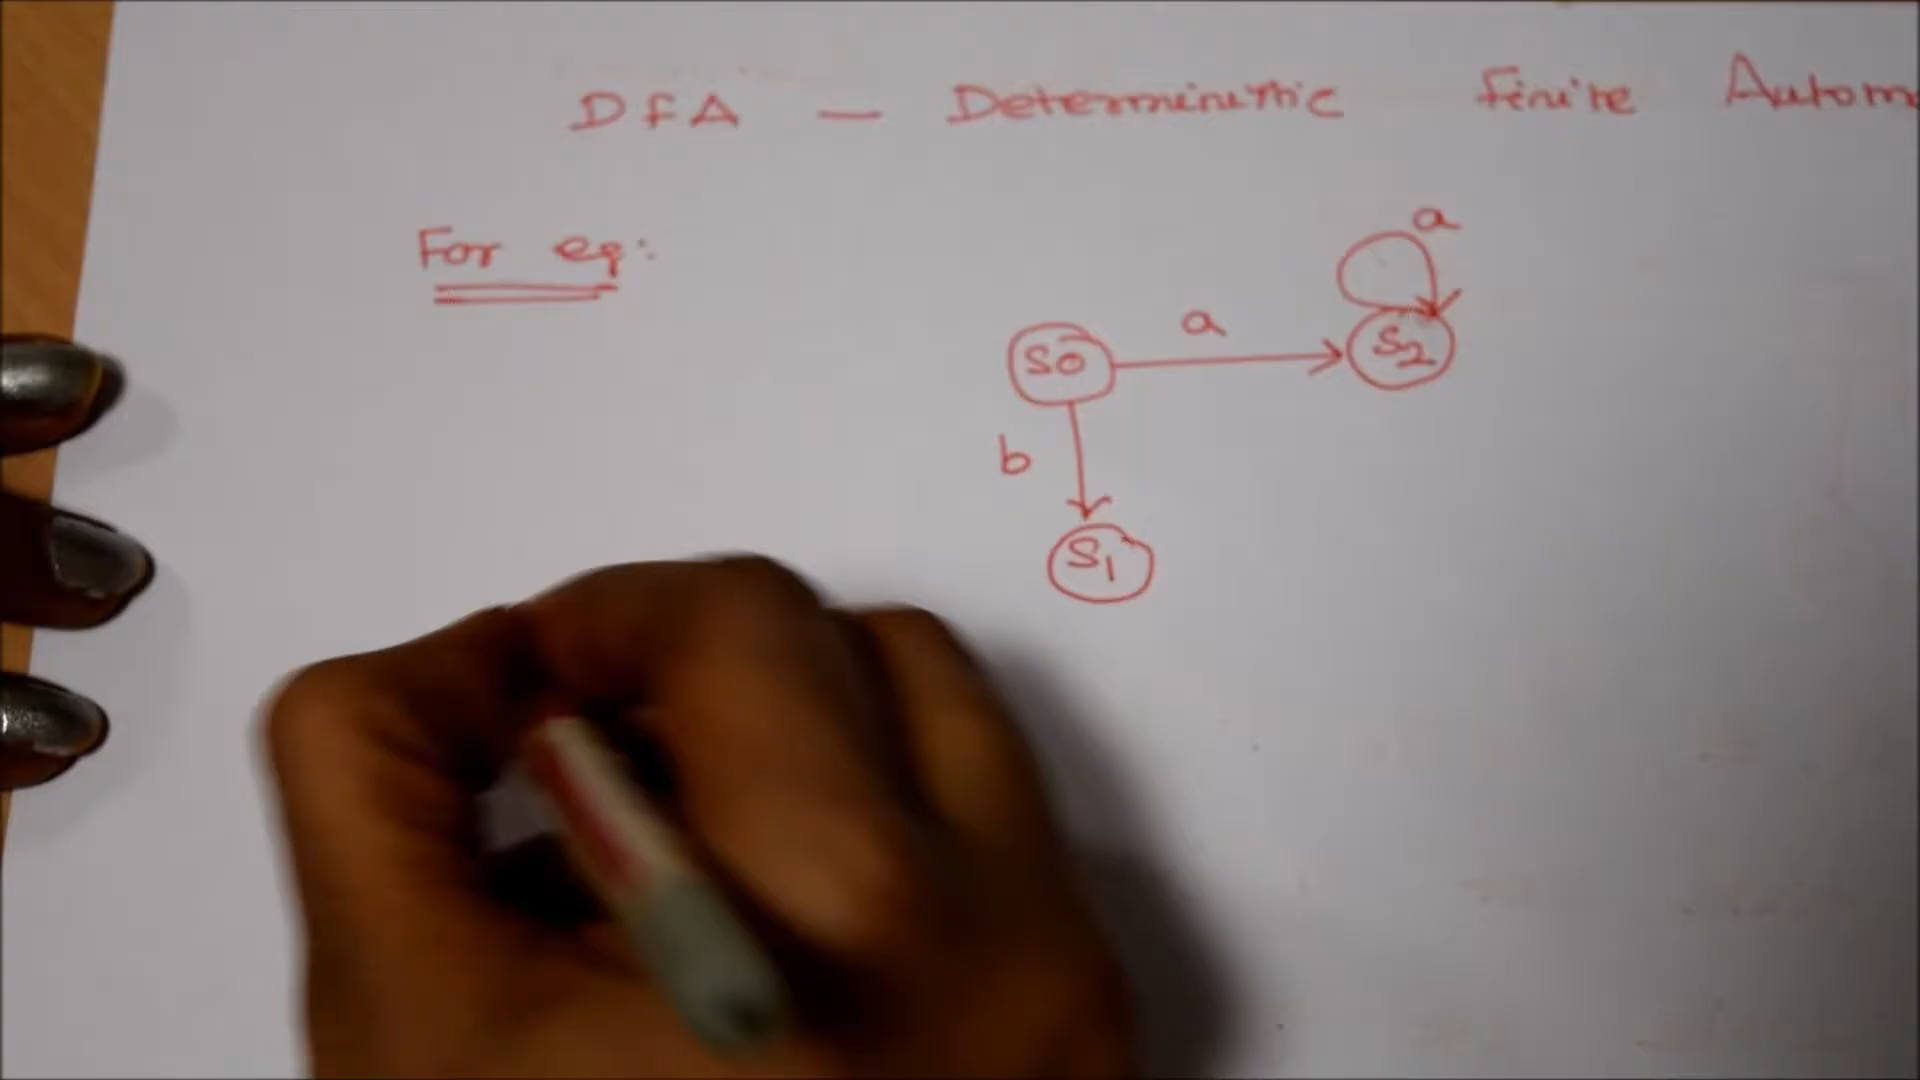 DFA — Deterministic Finite Autom
For eg:
a
a
S0
S2
b
S1